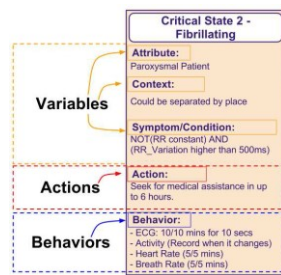 Critical State 2 -
Fibrillating
Attribute:
Paroxysmal Patient
Context:
Could be separated by place
Symptom/Condition:
NOT(RR constant) AND
(RR_Variation higher than 500ms)
Action:
Seek for medical assistance in up
to 6 hours.
Behavior:
- ECG: 10/10 mins for 10 secs
- Activity (Record when it changes)
- Heart Rate (5/5 mins)
- Breath Rate (5/5 mins)
Variables
Actions
Behaviors